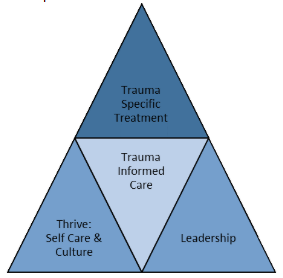 Trauma
Specific
Treatment
Trauma
Informed
Care
Thrive:
Self Care &
Culture
Leadership